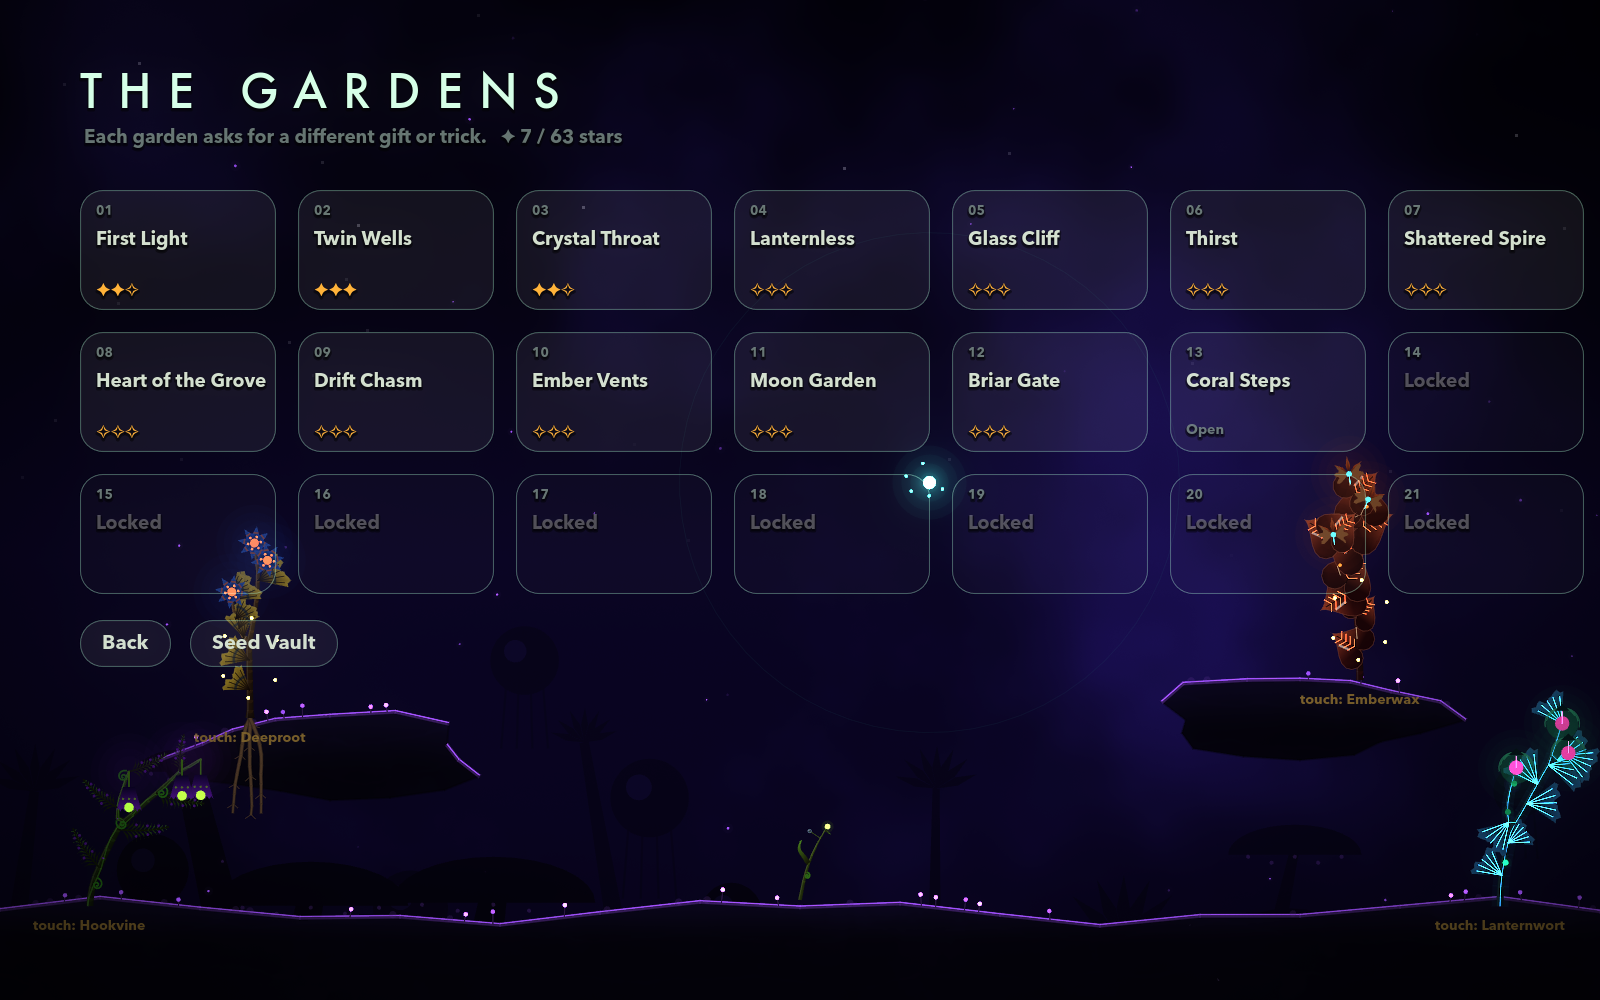 THE GARDENS
Each garden asks for a different gift or trick. ✦ 7 / 63 stars
01
First Light
✦✦✧
02
Twin Wells
✦✦✦
03
Crystal Throat
✦✦✧
04
Lanternless
✧✧✧
05
Glass Cliff
✧✧✧
06
Thirst
✧✧✧
07
Shattered Spire
✧✧✧
08
Heart of the Grove
✧✧✧
09
Drift Chasm
✧✧✧
10
Ember Vents
✧✧✧
11
Moon Garden
✧✧✧
12
Briar Gate
✧✧✧
13
Coral Steps
Open
14
Locked
15
Locked
16
Locked
17
Locked
18
Locked
19
Locked
20
Locked
21
Locked
Back
Seed Vault
touch: Emberwax
touch: Deeproot
touch: Hookvine
touch: Lanternwort